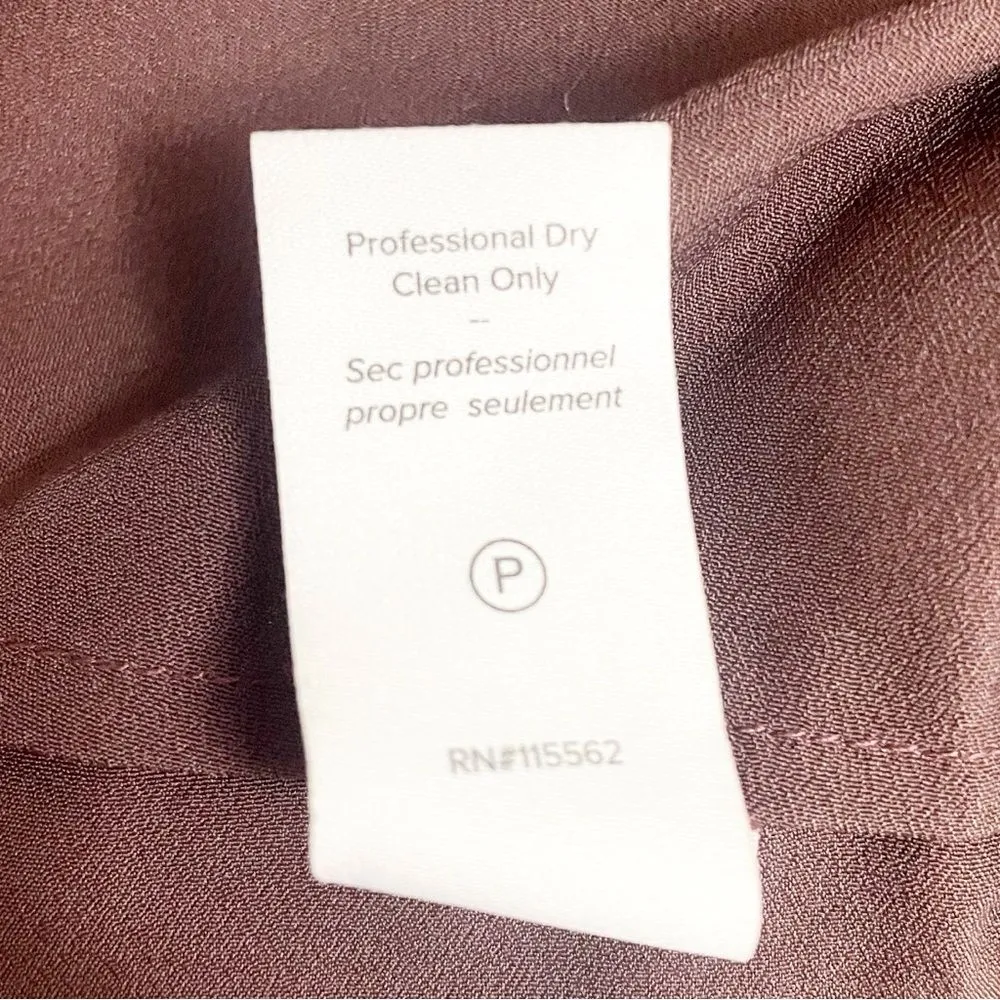 Professional Dry
Clean Only
--
Sec professionnel
propre seulement
P
RN#115562